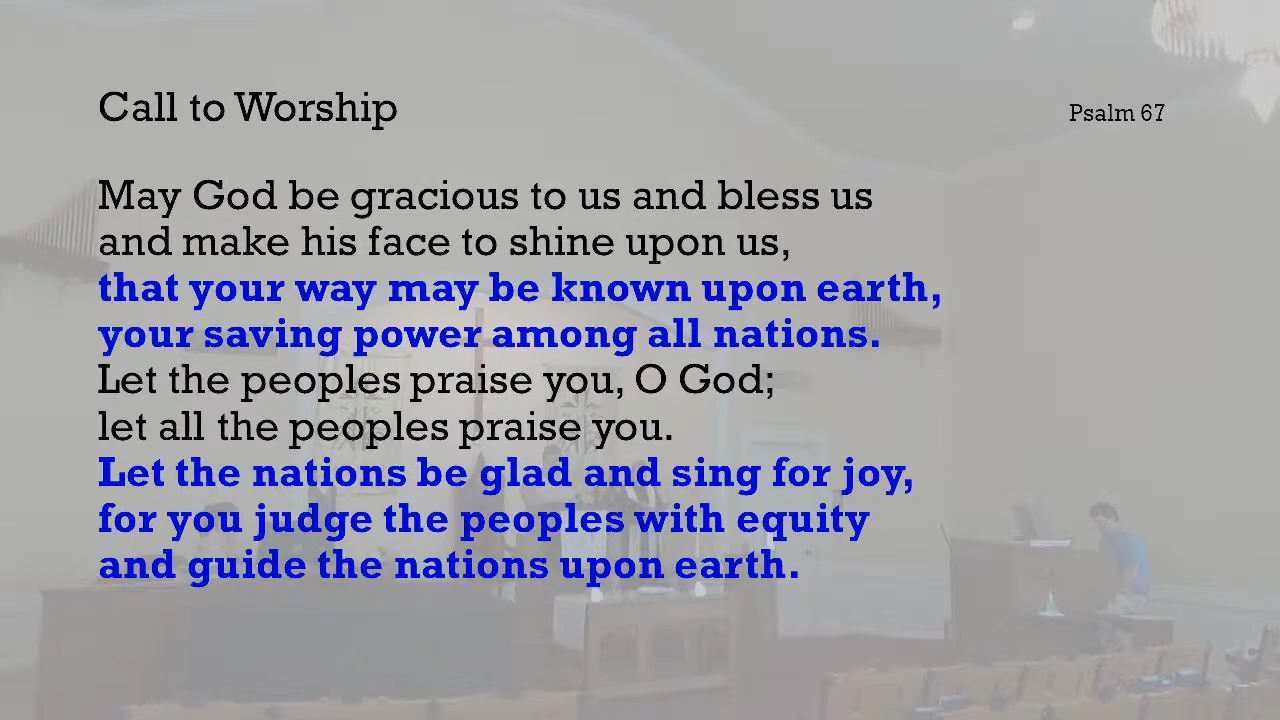 Call to Worship
Psalm 67
May God be gracious to us and bless us
and make his face to shine upon us,
that your way may be known upon earth,
your saving power among all nations.
Let the peoples praise you, O God;
let all the peoples praise you.
Let the nations be glad and sing for joy,
for you judge the peoples with equity
and guide the nations upon earth.